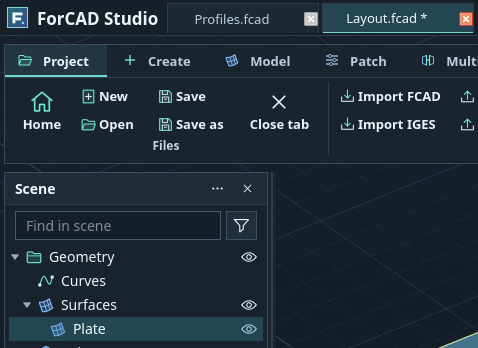 ForCAD Studio
Profiles.fcad
Layout.fcad *
Project
Create
Model
Patch
New
Save
Import FCAD
Home
Open
Save as
Close tab
Import IGES
Files
Scene
Find in scene
Geometry
Curves
Surfaces
Plate